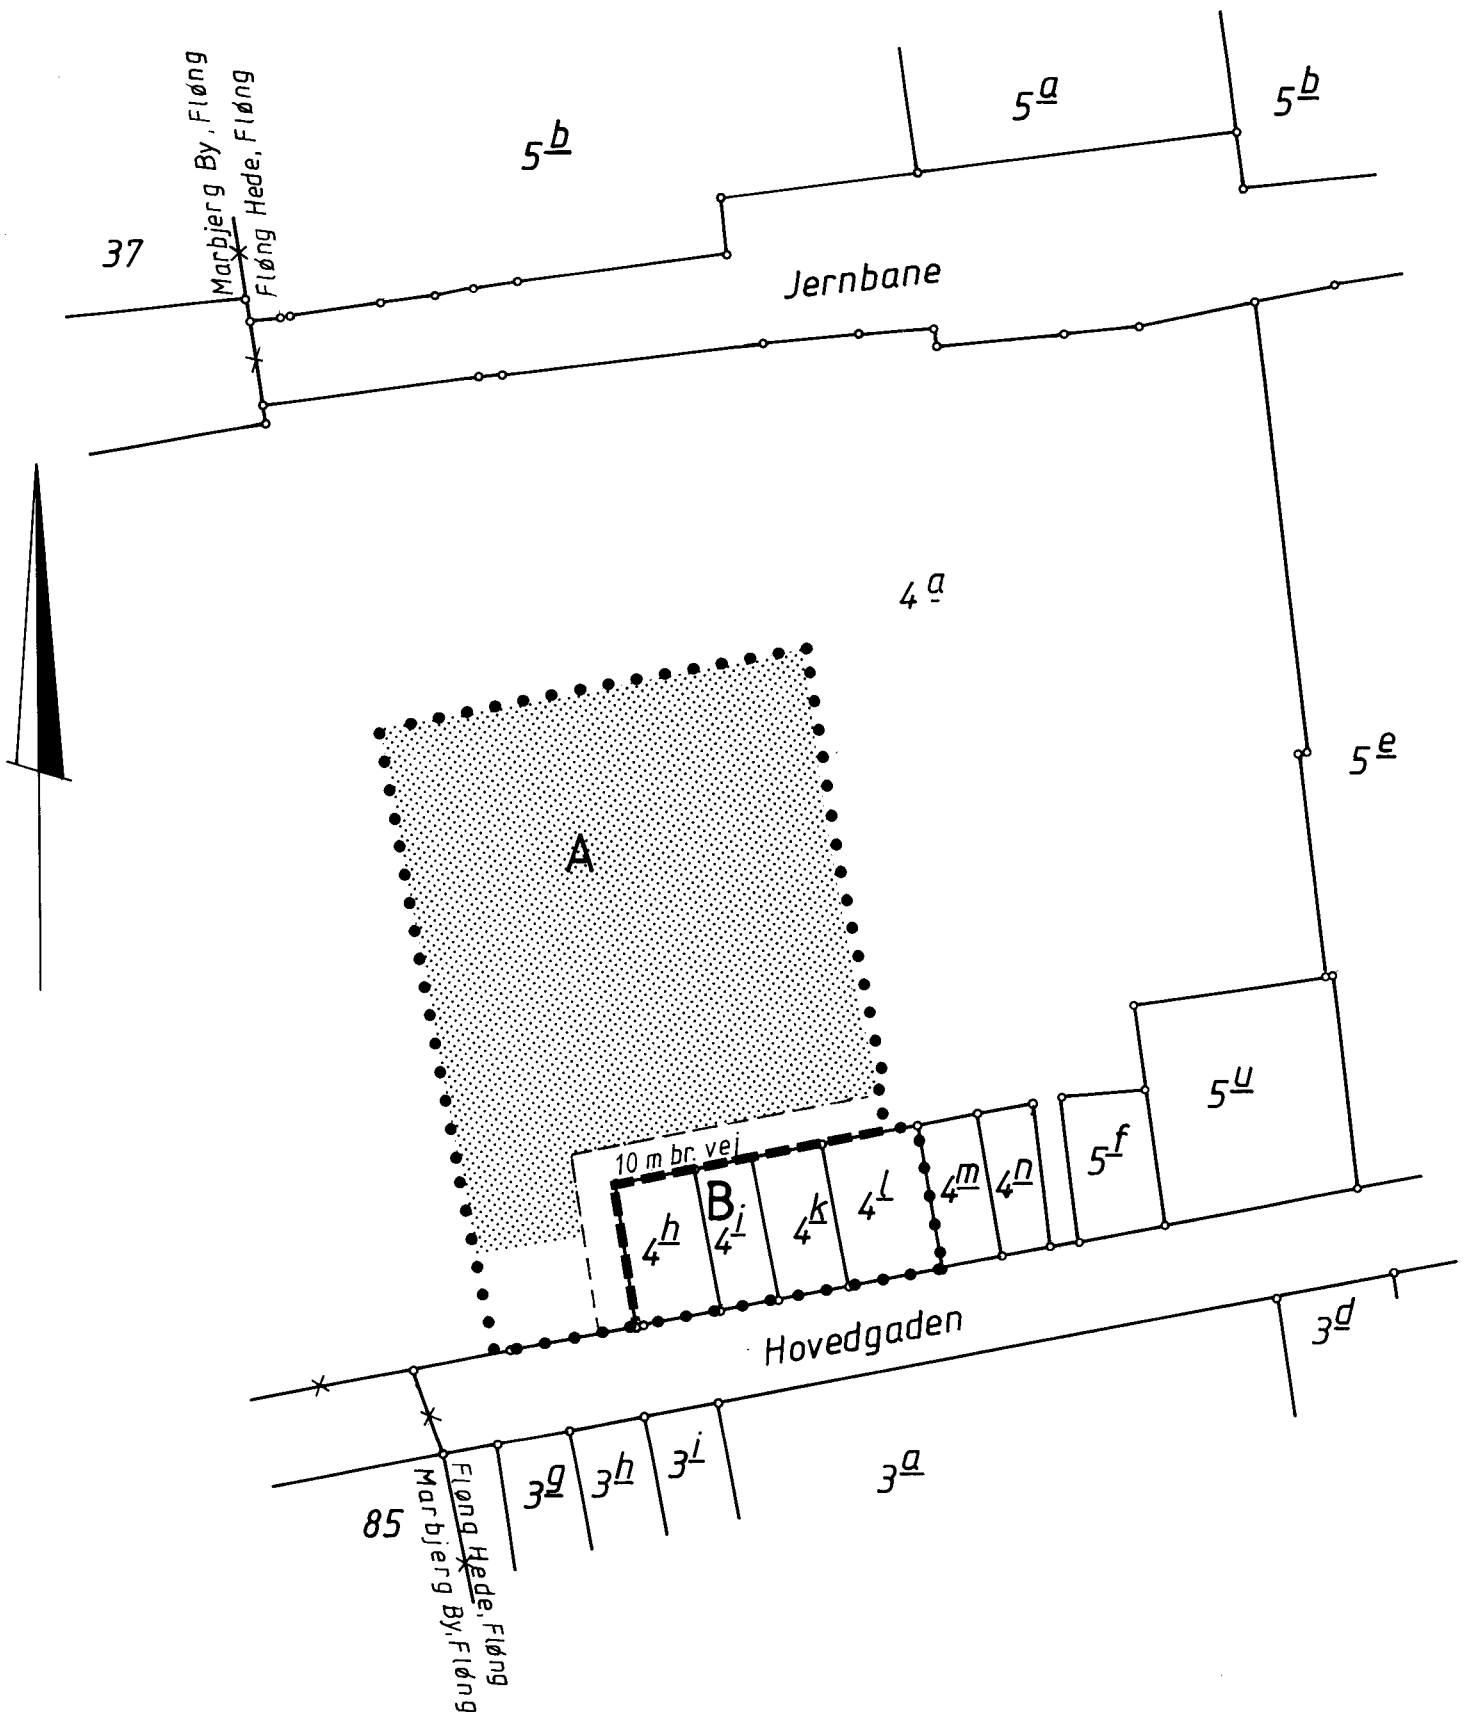 Marbjerg By, Fløng
Fløng Hede, Fløng
5a
5b
5b
37
Jernbane
4a
5e
A
5u
10 m br. vej
B
4h
4i
4k
4l
4m
4n
5f
Hovedgaden
3d
3g
3h
3i
3a
85
Fløng Hede, Fløng
Marbjerg By, Fløng